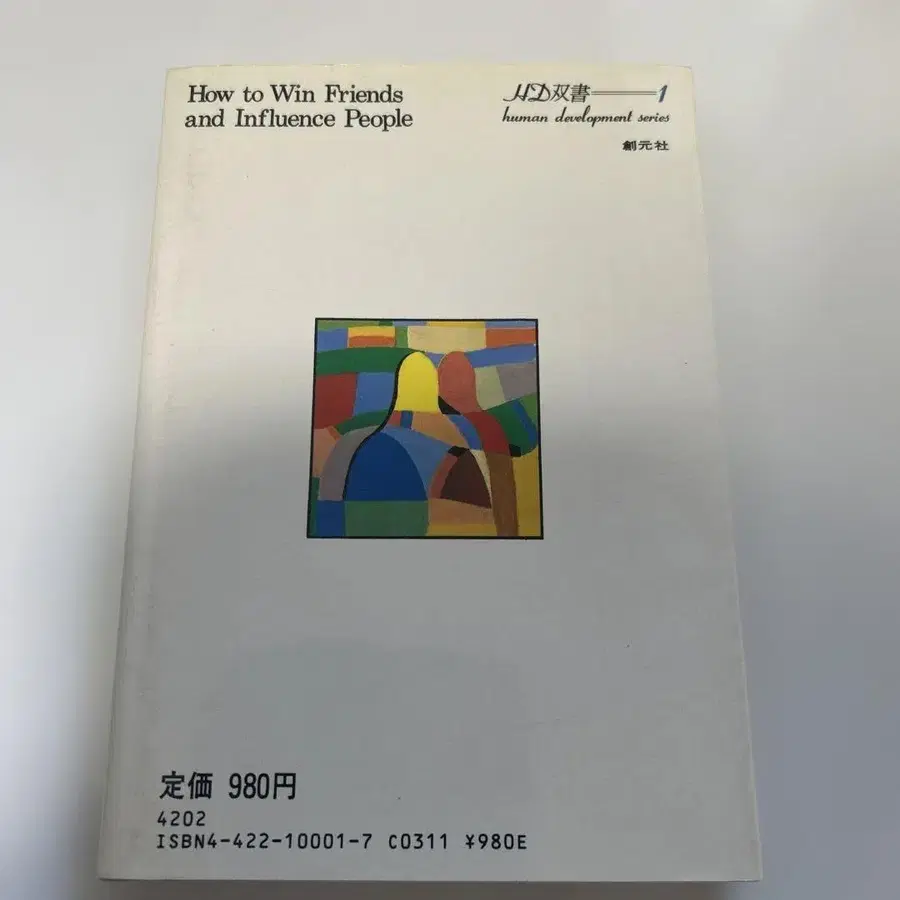 How to Win Friends
and Influence People
HD双書 1
human development series
創元社
定価 980円
4202
ISBN4-422-10001-7 C0311 ¥980E